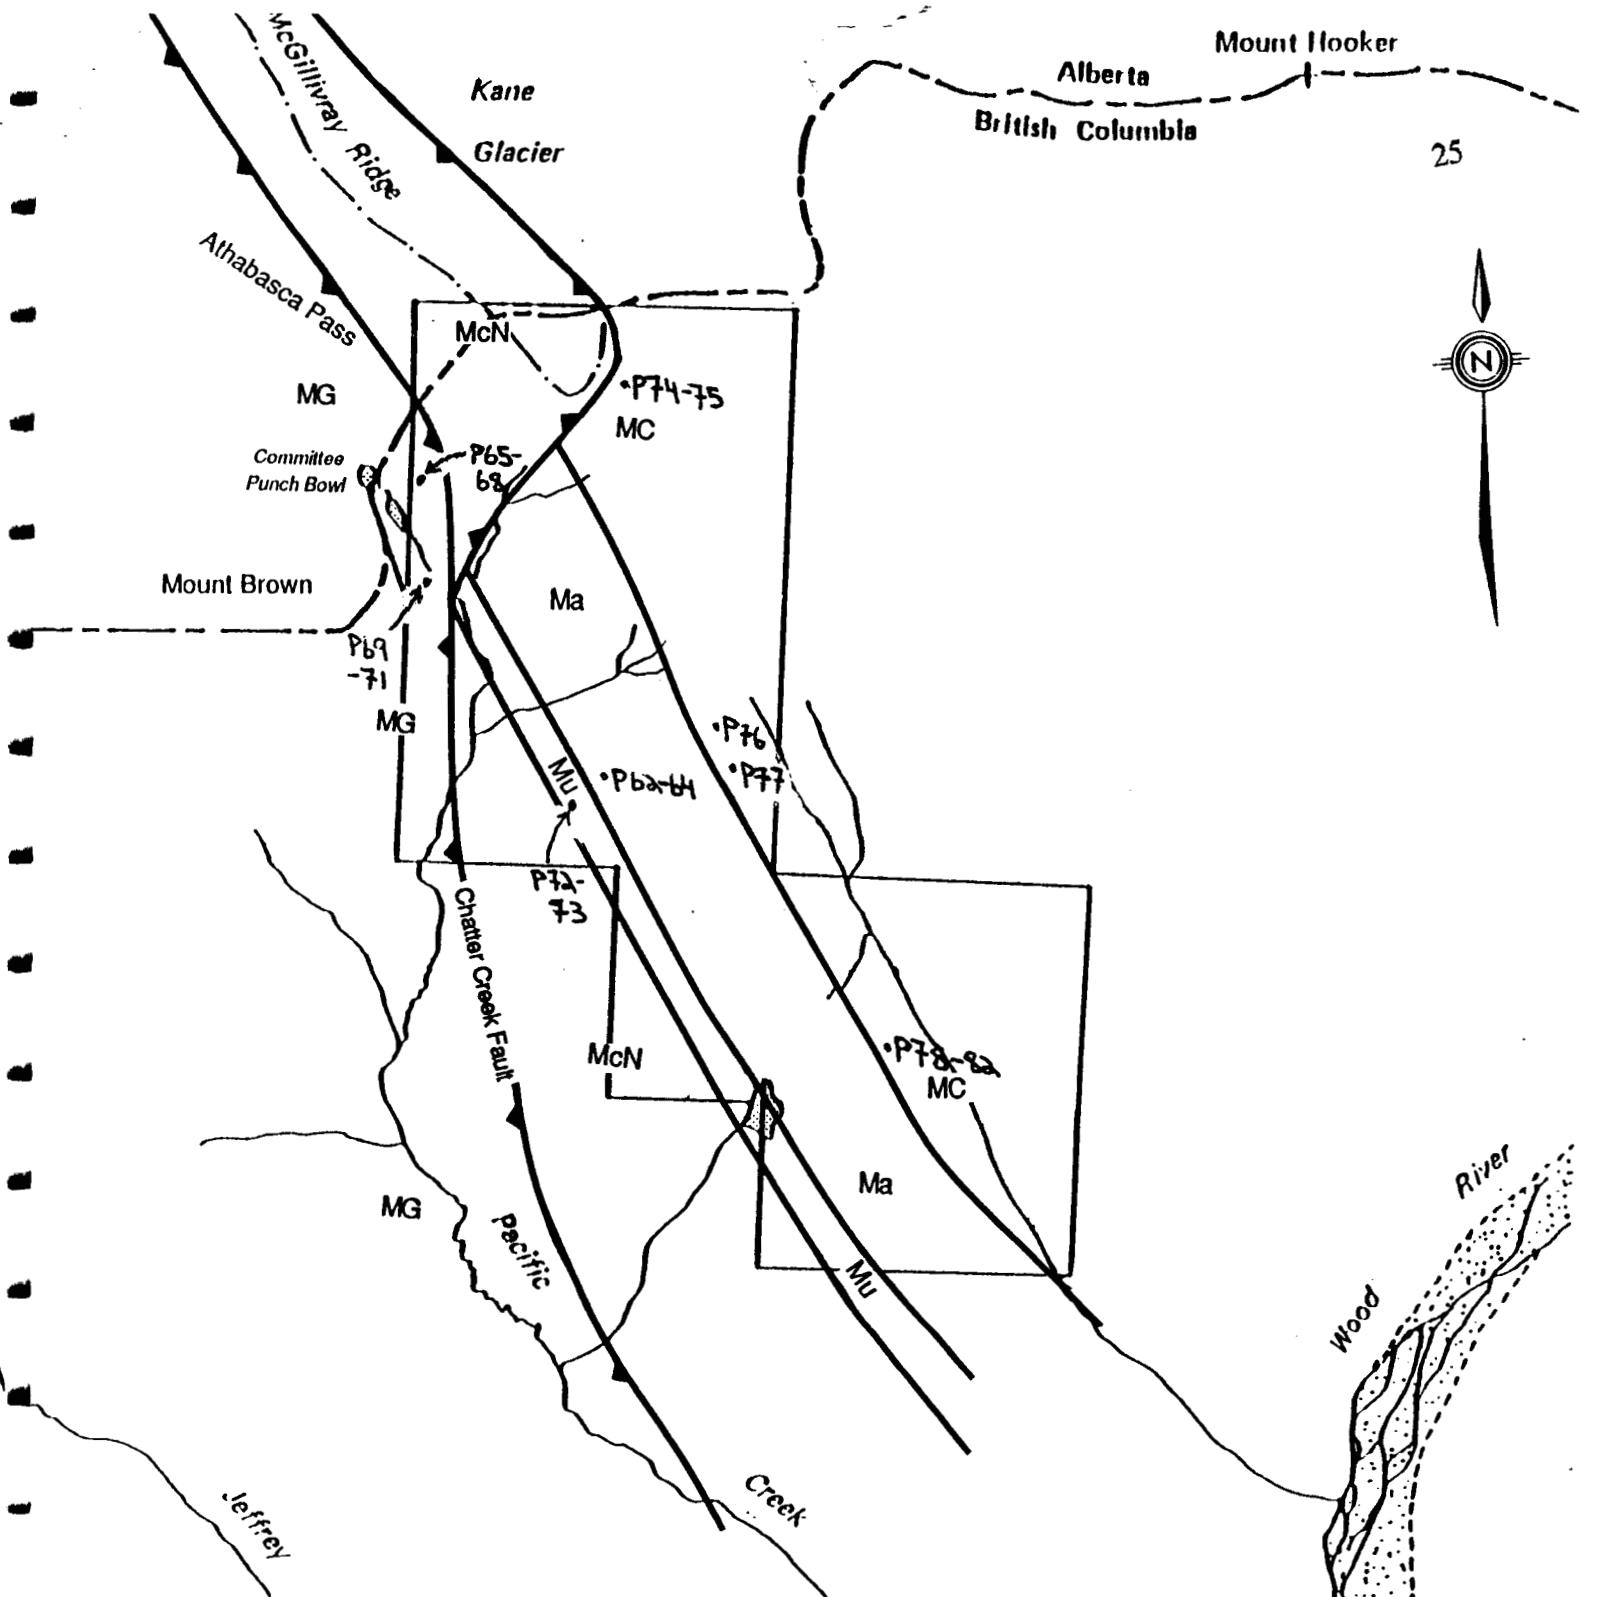 Mount Hooker
Alberta
British Columbia
25
McGillivray Ridge
Kane
Glacier
Athabasca Pass
McN
N
MG
P74-75
MC
Committee
Punch Bowl
P65-
68
Mount Brown
Ma
P69
-71
MG
P76
P77
Mu
P62-64
P72-
73
Chatter Creek Fault
McN
P78-82
MC
MG
Ma
Pacific
Mu
River
Wood
Creek
Jeffrey